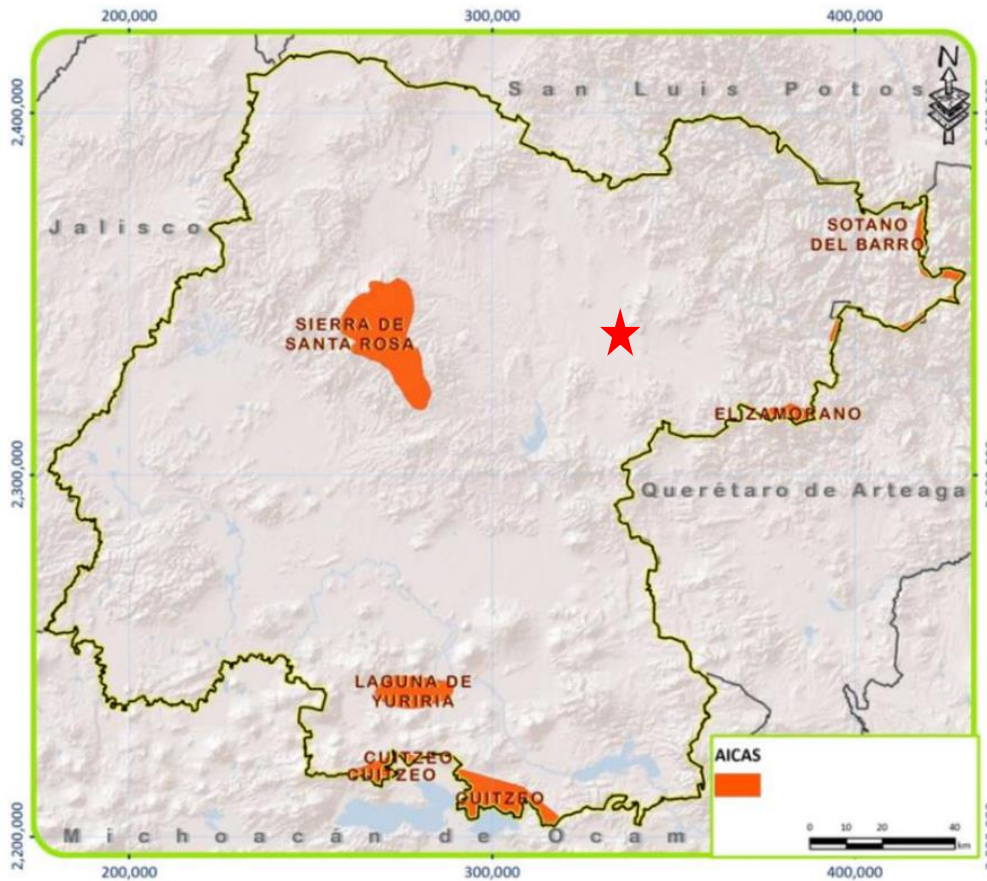 200,000
300,000
400,000
N
San Luis Potos
2,400,000
Jalisco
SOTANO
DEL BARRO
SIERRA DE
SANTA ROSA
EL ZAMORANO
2,300,000
Querétaro de Arteaga
LAGUNA DE
YURIRIA
CUITZEO
CUITZEO
CUITZEO
AICAS
0 10 20 40
km
Michoacán de Ocam
2,200,000
200,000
300,000
400,000